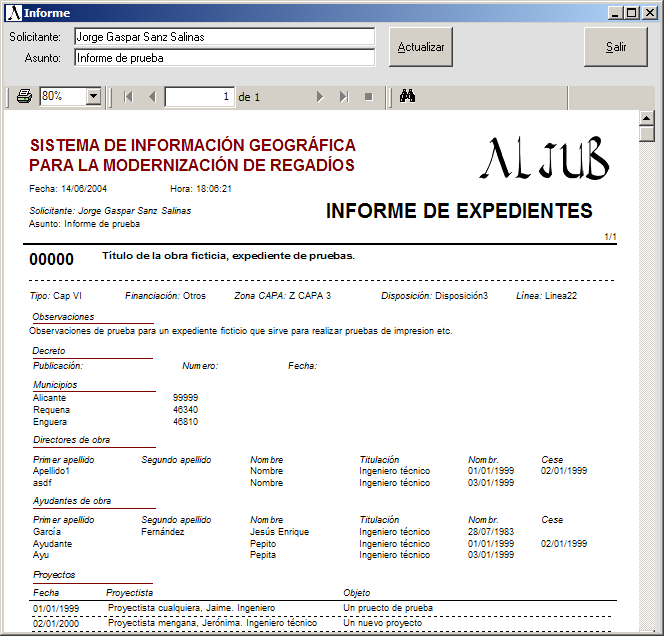 Informe
Solicitante: Jorge Gaspar Sanz Salinas
Asunto: Informe de prueba
Actualizar
Salir
80% 1 de 1
SISTEMA DE INFORMACIÓN GEOGRÁFICA
PARA LA MODERNIZACIÓN DE REGADÍOS
ALJUB
Fecha: 14/06/2004 Hora: 18:06:21
Solicitante: Jorge Gaspar Sanz Salinas
Asunto: Informe de prueba
INFORME DE EXPEDIENTES
1/1
00000 Título de la obra ficticia, expediente de pruebas.
Tipo: Cap VI Financiación: Otros Zona CAPA: Z CAPA 3 Disposición: Disposición3 Línea: Linea22
Observaciones
Observaciones de prueba para un expediente ficticio que sirve para realizar pruebas de impresion etc.
Decreto
Publicación: Numero: Fecha:
Municipios
Alicante 99999
Requena 46340
Enguera 46810
Directores de obra
Primer apellido Segundo apellido Nombre Titulación Nombr. Cese
Apellido1 Nombre Ingeniero técnico 01/01/1999 02/01/1999
asdf Nombre Ingeniero técnico 03/01/1999
Ayudantes de obra
Primer apellido Segundo apellido Nombre Titulación Nombr. Cese
García Fernández Jesús Enrique Ingeniero técnico 28/07/1983
Ayudante Pepito Ingeniero técnico 01/01/1999 02/01/1999
Ayu Pepita Ingeniero técnico 03/01/1999
Proyectos
Fecha Proyectista Objeto
01/01/1999 Proyectista cualquiera, Jaime. Ingeniero Un pruecto de prueba
02/01/2000 Proyectista mengana, Jerónima. Ingeniero técnico Un nuevo proyecto